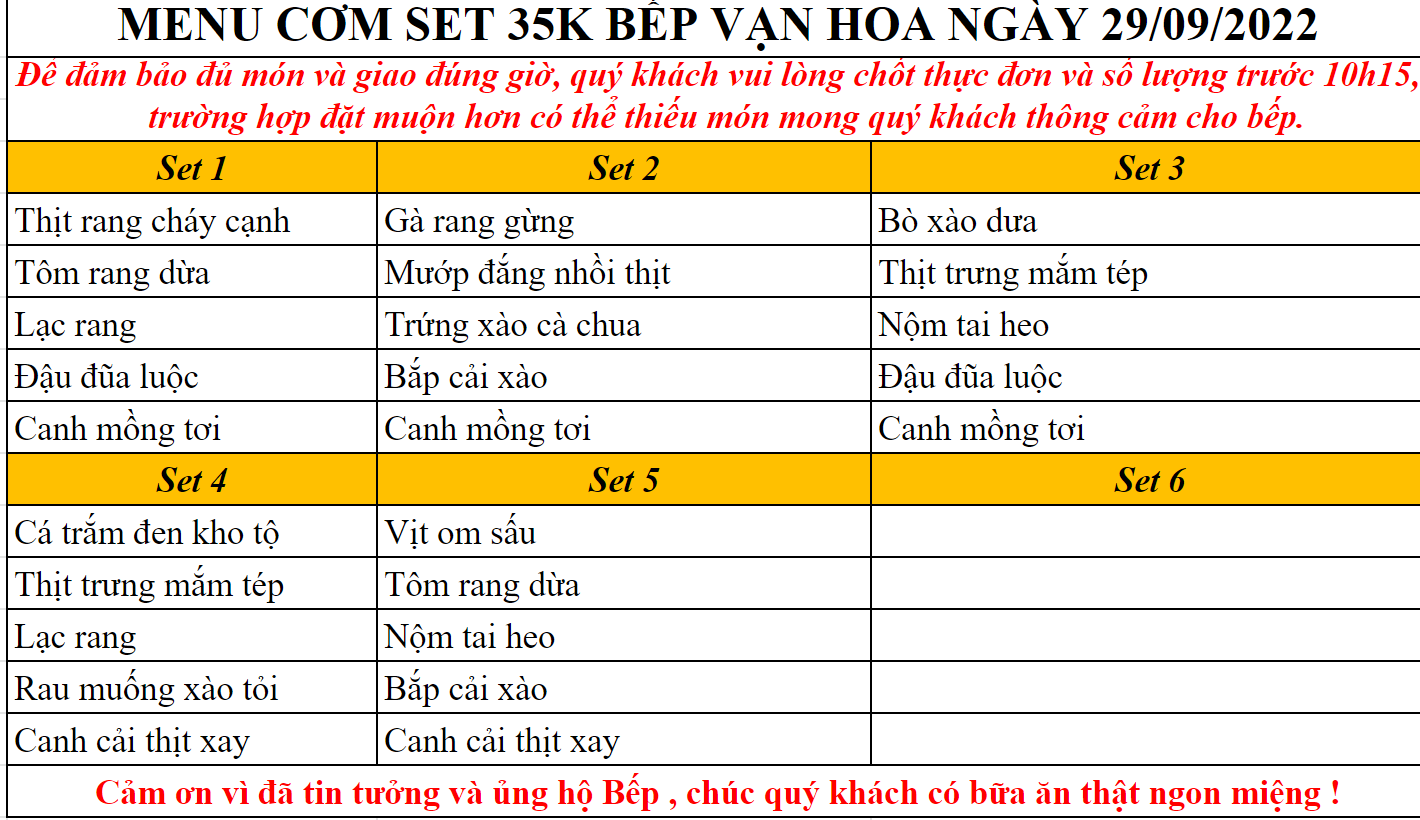 MENU CƠM SET 35K BẾP VẠN HOA NGÀY 29/09/2022
Để đảm bảo đủ món và giao đúng giờ, quý khách vui lòng chốt thực đơn và số lượng trước 10h15,
trường hợp đặt muộn hơn có thể thiếu món mong quý khách thông cảm cho bếp.
Set 1 Set 2 Set 3
Thịt rang cháy cạnh Gà rang gừng Bò xào dưa
Tôm rang dừa Mướp đắng nhồi thịt Thịt trưng mắm tép
Lạc rang Trứng xào cà chua Nộm tai heo
Đậu đũa luộc Bắp cải xào Đậu đũa luộc
Canh mồng tơi Canh mồng tơi Canh mồng tơi
Set 4 Set 5 Set 6
Cá trắm đen kho tộ Vịt om sấu
Thịt trưng mắm tép Tôm rang dừa
Lạc rang Nộm tai heo
Rau muống xào tỏi Bắp cải xào
Canh cải thịt xay Canh cải thịt xay
Cảm ơn vì đã tin tưởng và ủng hộ Bếp , chúc quý khách có bữa ăn thật ngon miệng !